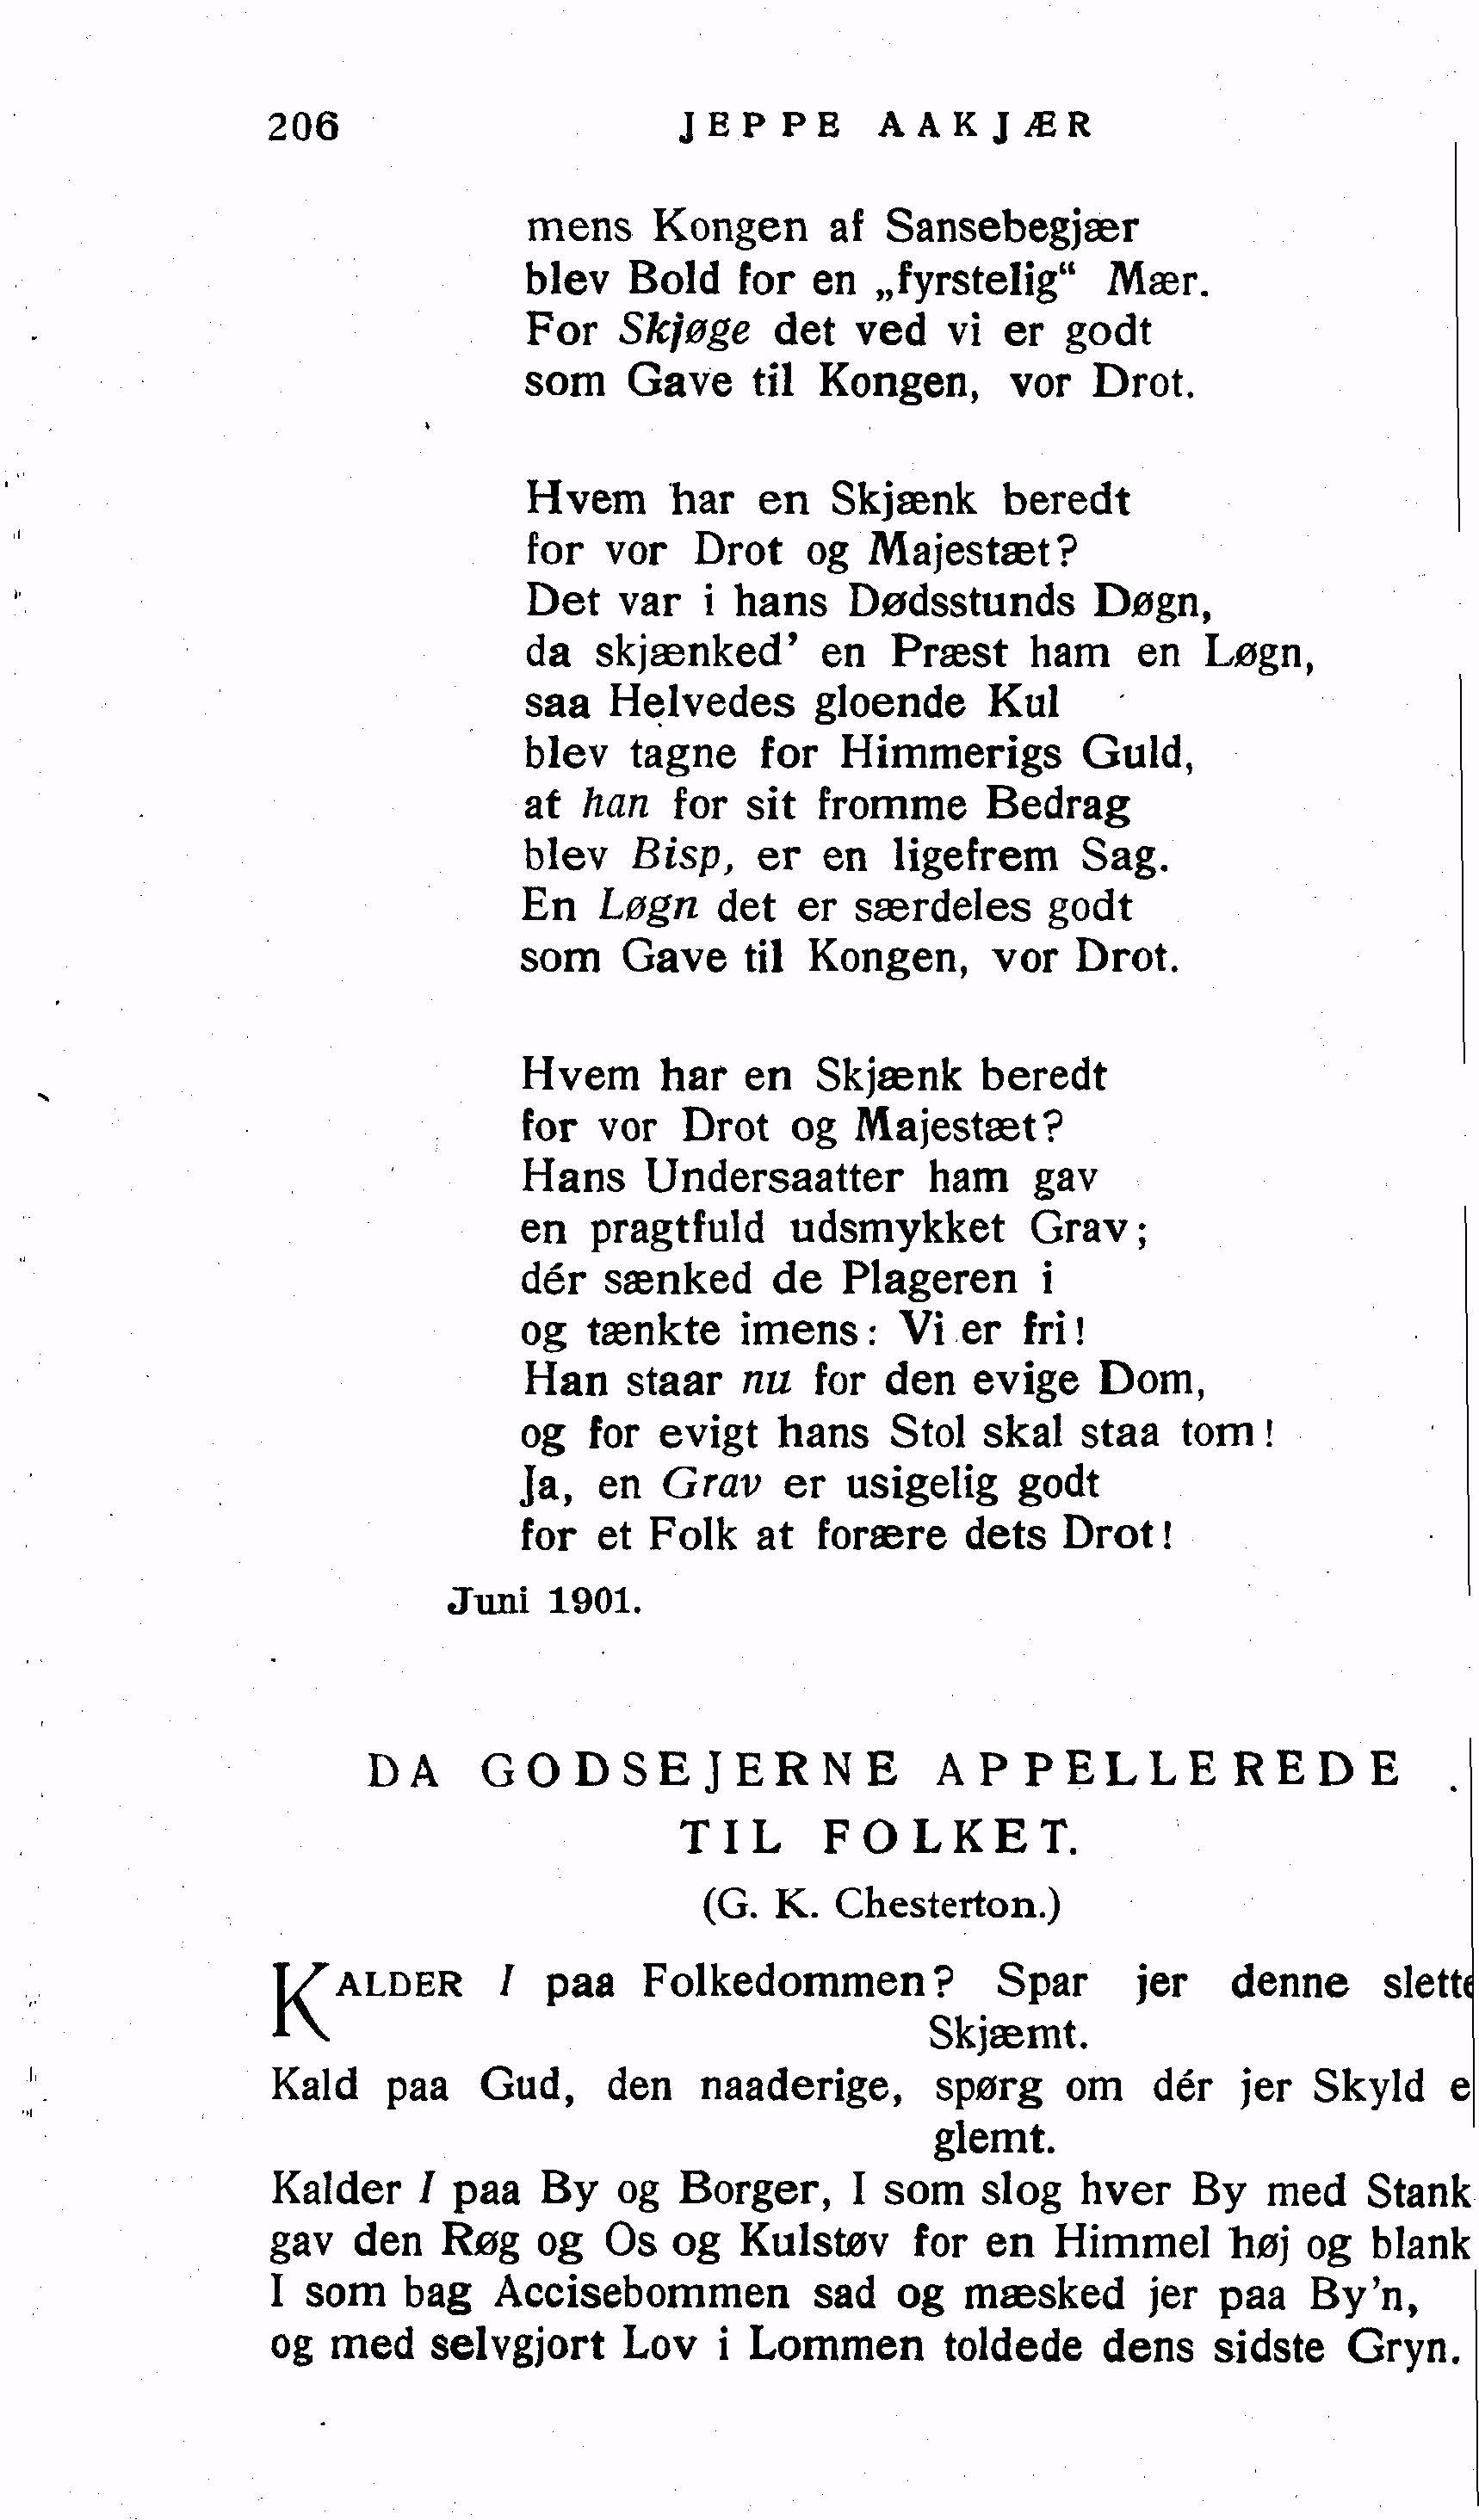 206 JEPPE AAKJÆR
mens Kongen af Sansebegjær
blev Bold for en „fyrstelig“ Mær.
For Skjøge det ved vi er godt
som Gave til Kongen, vor Drot.
Hvem har en Skjænk beredt
for vor Drot og Majestæt?
Det var i hans Dødsstunds Døgn,
da skjænked’ en Præst ham en Løgn,
saa Helvedes gloende Kul
blev tagne for Himmerigs Guld,
at han for sit fromme Bedrag
blev Bisp, er en ligefrem Sag.
En Løgn det er særdeles godt
som Gave til Kongen, vor Drot.
Hvem har en Skjænk beredt
for vor Drot og Majestæt?
Hans Undersaatter ham gav
en pragtfuld udsmykket Grav;
dér sænked de Plageren i
og tænkte imens: Vi er fri!
Han staar nu for den evige Dom,
og for evigt hans Stol skal staa tom!
Ja, en Grav er usigelig godt
for et Folk at forære dets Drot!
Juni 1901.
DA GODSEJERNE APPELLEREDE
TIL FOLKET.
(G. K. Chesterton.)
KALDER I paa Folkedommen? Spar jer denne
Skjæmt.
Kald paa Gud, den naaderige, spørg om dér jer Skyld
glemt.
Kalder I paa By og Borger, I som slog hver By med Stank
gav den Røg og Os og Kulstøv for en Himmel høj og blank
I som bag Accisebommen sad og mæsked jer paa By’n,
og med selvgjort Lov i Lommen toldede dens sidste Gryn.